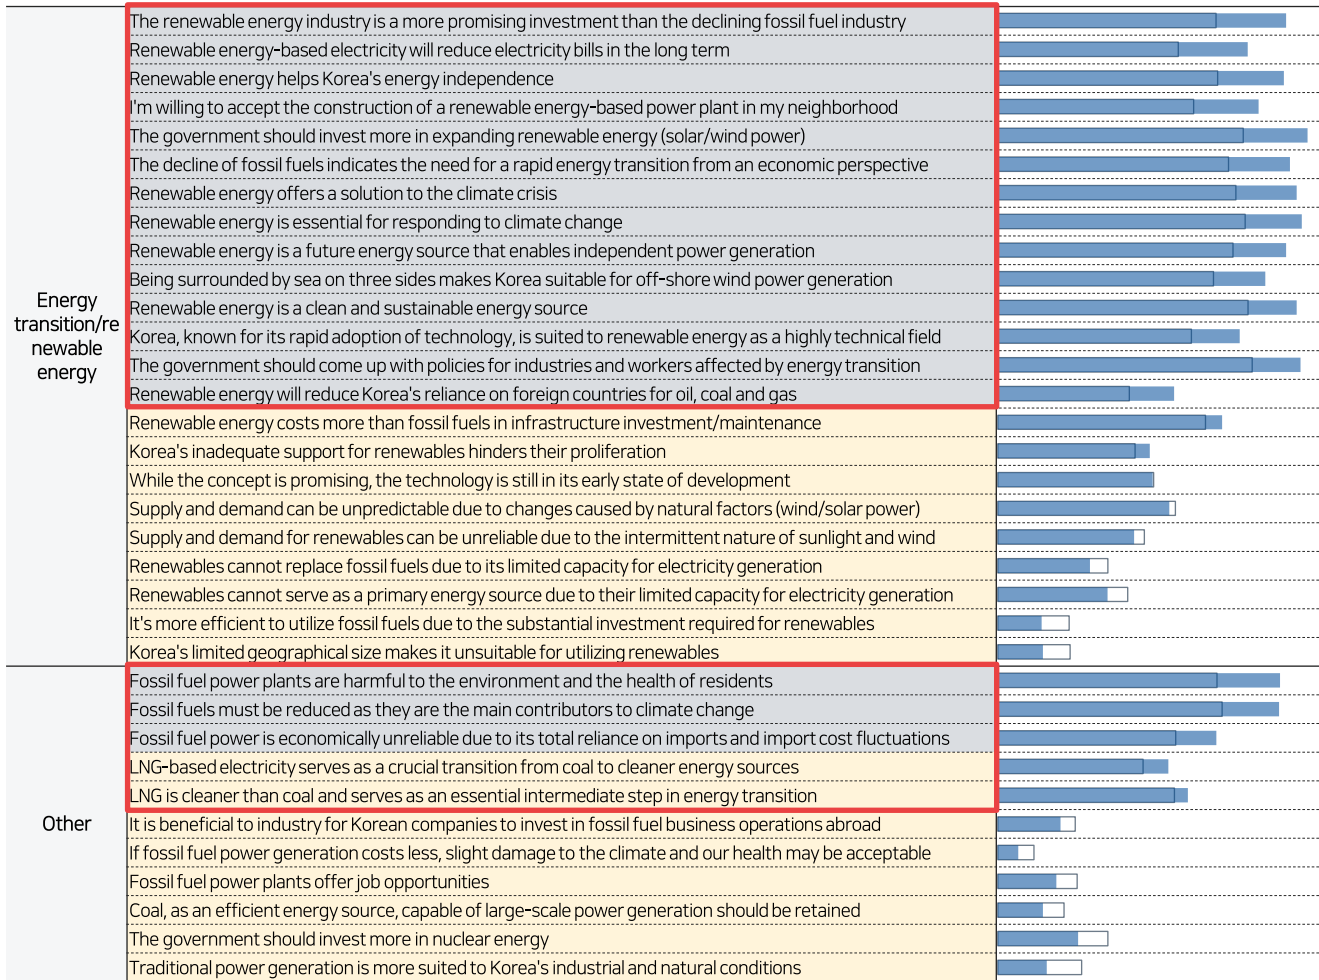 The renewable energy industry is a more promising investment than the declining fossil fuel industry
Renewable energy-based electricity will reduce electricity bills in the long term
Renewable energy helps Korea's energy independence
I'm willing to accept the construction of a renewable energy-based power plant in my neighborhood
The government should invest more in expanding renewable energy (solar/wind power)
The decline of fossil fuels indicates the need for a rapid energy transition from an economic perspective
Renewable energy offers a solution to the climate crisis
Renewable energy is essential for responding to climate change
Renewable energy is a future energy source that enables independent power generation
Being surrounded by sea on three sides makes Korea suitable for off-shore wind power generation
Energy
transition/re
newable
energy
Renewable energy is a clean and sustainable energy source
Korea, known for its rapid adoption of technology, is suited to renewable energy as a highly technical field
The government should come up with policies for industries and workers affected by energy transition
Renewable energy will reduce Korea's reliance on foreign countries for oil, coal and gas
Renewable energy costs more than fossil fuels in infrastructure investment/maintenance
Korea's inadequate support for renewables hinders their proliferation
While the concept is promising, the technology is still in its early state of development
Supply and demand can be unpredictable due to changes caused by natural factors (wind/solar power)
Supply and demand for renewables can be unreliable due to the intermittent nature of sunlight and wind
Renewables cannot replace fossil fuels due to its limited capacity for electricity generation
Renewables cannot serve as a primary energy source due to their limited capacity for electricity generation
It's more efficient to utilize fossil fuels due to the substantial investment required for renewables
Korea's limited geographical size makes it unsuitable for utilizing renewables
Fossil fuel power plants are harmful to the environment and the health of residents
Fossil fuels must be reduced as they are the main contributors to climate change
Fossil fuel power is economically unreliable due to its total reliance on imports and import cost fluctuations
LNG-based electricity serves as a crucial transition from coal to cleaner energy sources
LNG is cleaner than coal and serves as an essential intermediate step in energy transition
Other
It is beneficial to industry for Korean companies to invest in fossil fuel business operations abroad
If fossil fuel power generation costs less, slight damage to the climate and our health may be acceptable
Fossil fuel power plants offer job opportunities
Coal, as an efficient energy source, capable of large-scale power generation should be retained
The government should invest more in nuclear energy
Traditional power generation is more suited to Korea's industrial and natural conditions